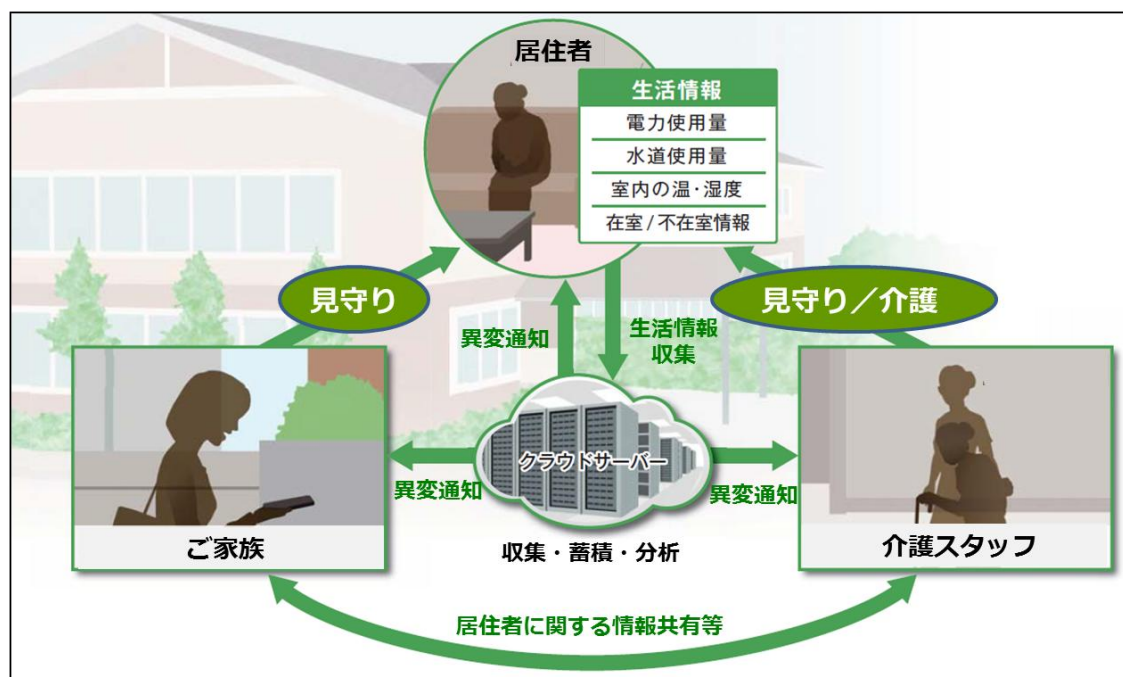 居住者
生活情報
電力使用量
水道使用量
室内の温・湿度
在室/不在室情報
見守り
見守り／介護
異変通知
生活情報
収集
クラウドサーバー
異変通知
異変通知
ご家族
収集・蓄積・分析
介護スタッフ
居住者に関する情報共有等